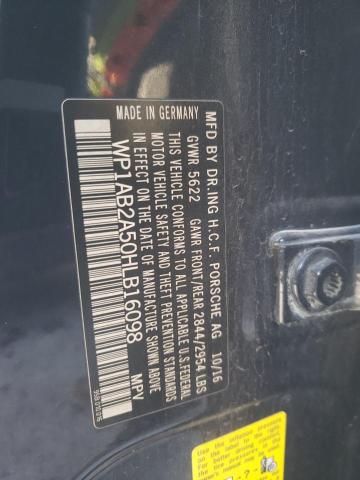 MFD BY DR.ING H.C.F. PORSCHE AG 10/16
GVWR 5622 GAWR FRONT/REAR 2844/2954 LBS
THIS VEHICLE CONFORMS TO ALL APPLICABLE U.S.FEDERAL
MOTOR VEHICLE SAFETY AND THEFT PREVENTION STANDARDS
IN EFFECT ON THE DATE OF MANUFACTURE SHOWN ABOVE
WP1AB2A50HLB16098 MPV
MADE IN GERMANY
Use the